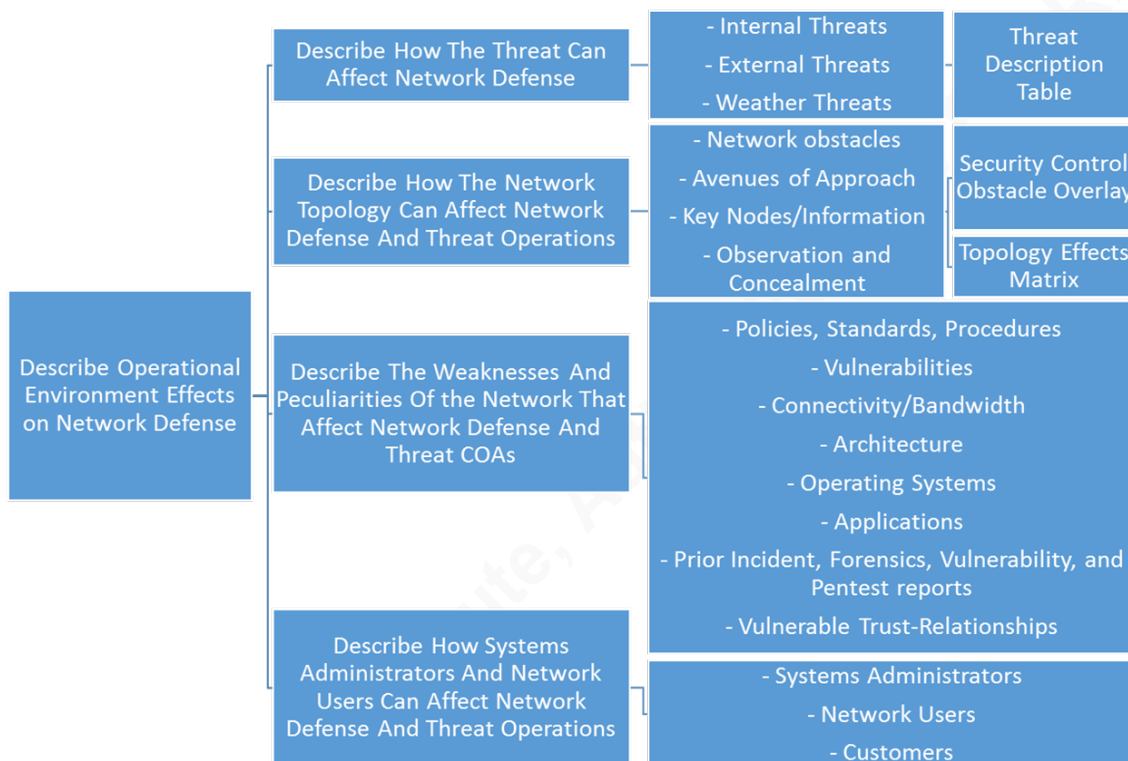 Describe Operational
Environment Effects
on Network Defense
Describe How The Threat Can
Affect Network Defense
- Internal Threats
- External Threats
- Weather Threats
Threat
Description
Table
Describe How The Network
Topology Can Affect Network
Defense And Threat Operations
- Network obstacles
- Avenues of Approach
- Key Nodes/Information
- Observation and
Concealment
Security Control
Obstacle Overlay
Topology Effects
Matrix
Describe The Weaknesses And
Peculiarities Of the Network That
Affect Network Defense And
Threat COAs
- Policies, Standards, Procedures
- Vulnerabilities
- Connectivity/Bandwidth
- Architecture
- Operating Systems
- Applications
- Prior Incident, Forensics, Vulnerability, and
Pentest reports
- Vulnerable Trust-Relationships
Describe How Systems
Administrators And Network
Users Can Affect Network
Defense And Threat Operations
- Systems Administrators
- Network Users
- Customers